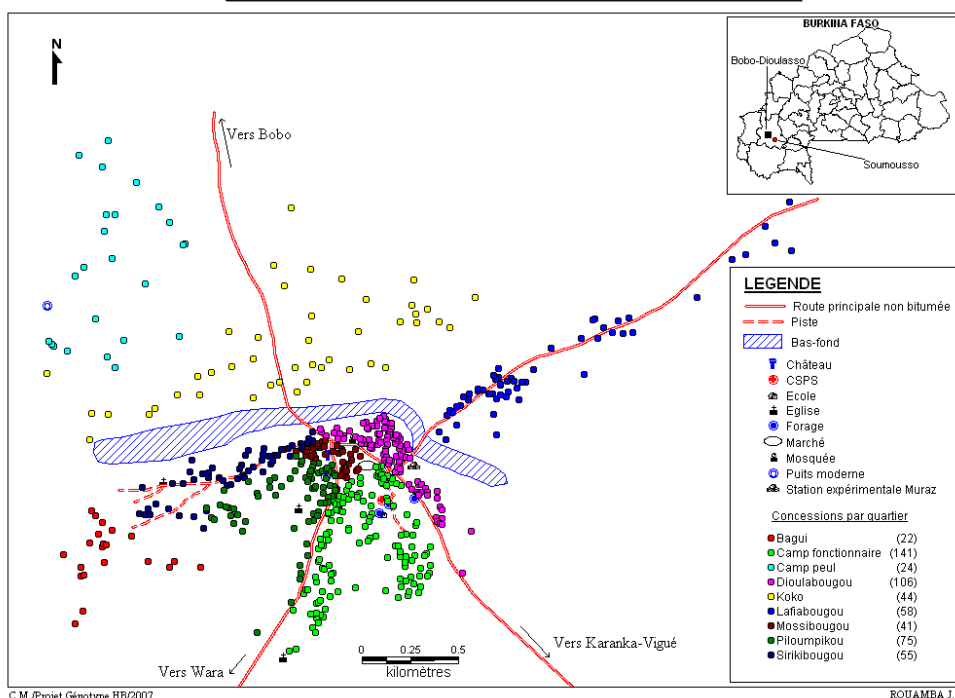 BURKINA FASO
Bobo-Dioulasso
Soumousso
N
Vers Bobo
LEGENDE
Route principale non bitumée
Piste
Bas-fond
Château
CSPS
Ecole
Eglise
Forage
Marché
Mosquée
Puits moderne
Station expérimentale Muraz
Concessions par quartier
Bagui (22)
Camp fonctionnaire (141)
Camp peul (24)
Dioulabougou (106)
Koko (44)
Lafiabougou (58)
Mossibougou (41)
Piloumpikou (75)
Sirikibougou (55)
Vers Wara
0 0.25 0.5
kilomètres
Vers Karanka-Vigué
C M /Projet Génotype HB/2007
ROUAMBA J.